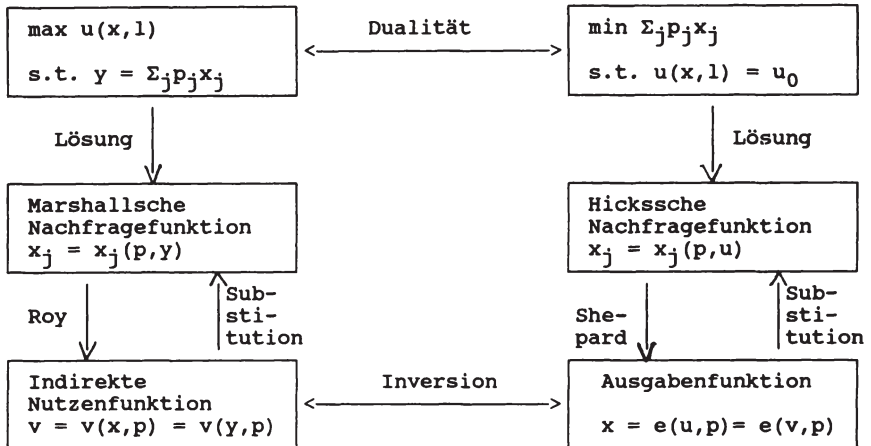 max u(x,l)
s.t. y = Σjpjxj
Dualität
min Σjpjxj
s.t. u(x,l) = u0
Lösung
Lösung
Marshallsche
Nachfragefunktion
xj = xj(p,y)
Hickssche
Nachfragefunktion
xj = xj(p,u)
Roy
Sub-
sti-
tution
She-
pard
Sub-
sti-
tution
Indirekte
Nutzenfunktion
v = v(x,p) = v(y,p)
Inversion
Ausgabenfunktion
x = e(u,p)= e(v,p)